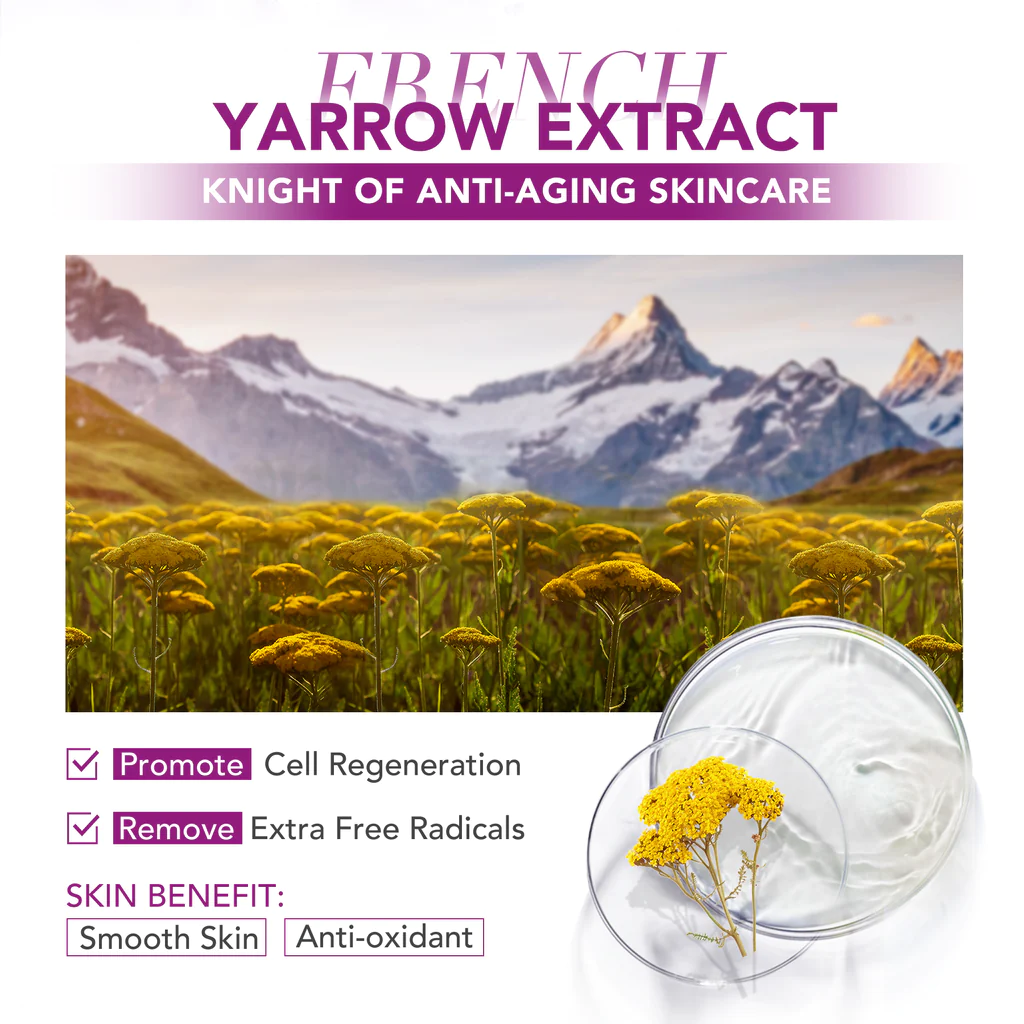 FRENCH
YARROW EXTRACT
KNIGHT OF ANTI-AGING SKINCARE
Promote Cell Regeneration
Remove Extra Free Radicals
SKIN BENEFIT:
Smooth Skin Anti-oxidant